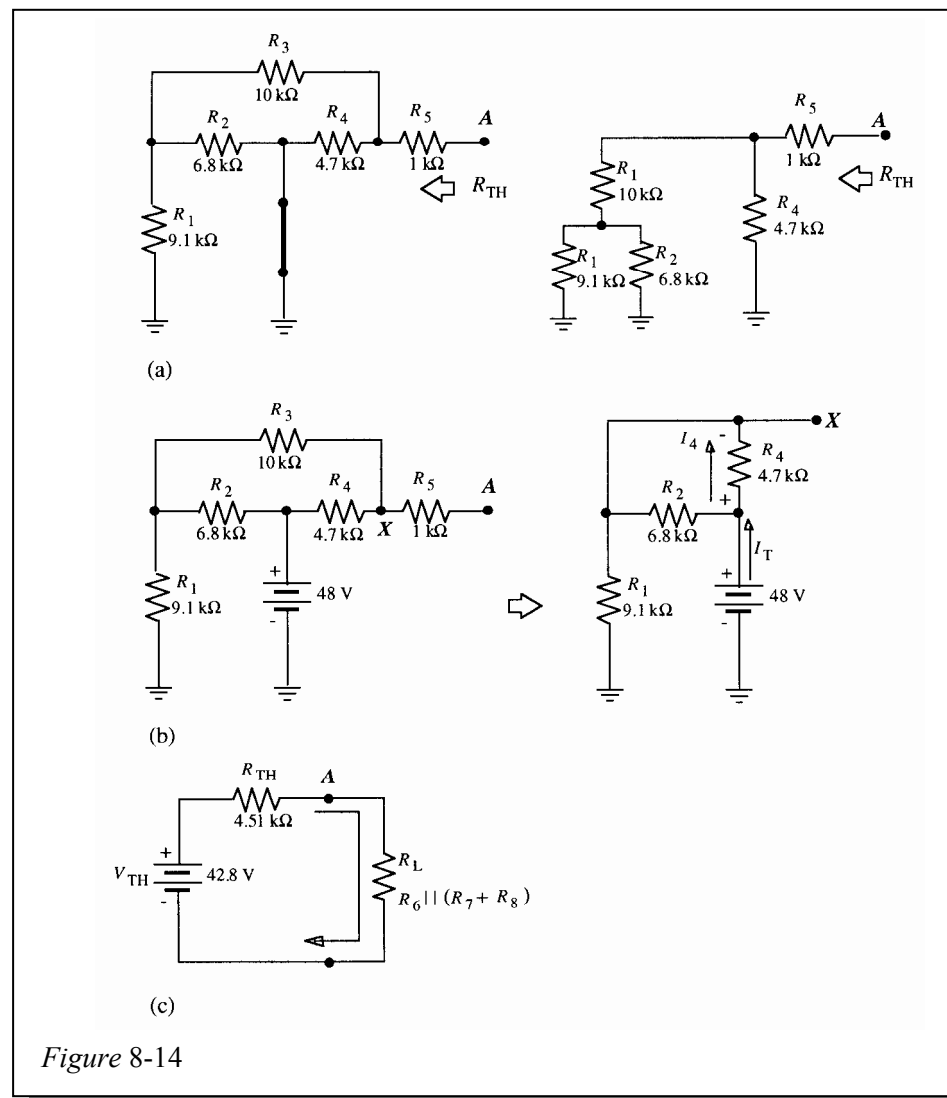 R3
10 kΩ
R2
6.8 kΩ
R4
4.7 kΩ
R5
1 kΩ
A
RTH
R1
9.1 kΩ
R5
1 kΩ
A
RTH
R1
10 kΩ
R4
4.7 kΩ
R1
9.1 kΩ
R2
6.8 kΩ
(a)
R3
10 kΩ
R2
6.8 kΩ
R4
4.7 kΩ
X
R5
1 kΩ
A
R1
9.1 kΩ
+
48 V
-
X
I4
-
R4
4.7 kΩ
+
R2
6.8 kΩ
IT
R1
9.1 kΩ
+
48 V
-
(b)
RTH
4.51 kΩ
A
VTH
+
42.8 V
-
RL
R6 || (R7 + R8)
(c)
Figure 8-14